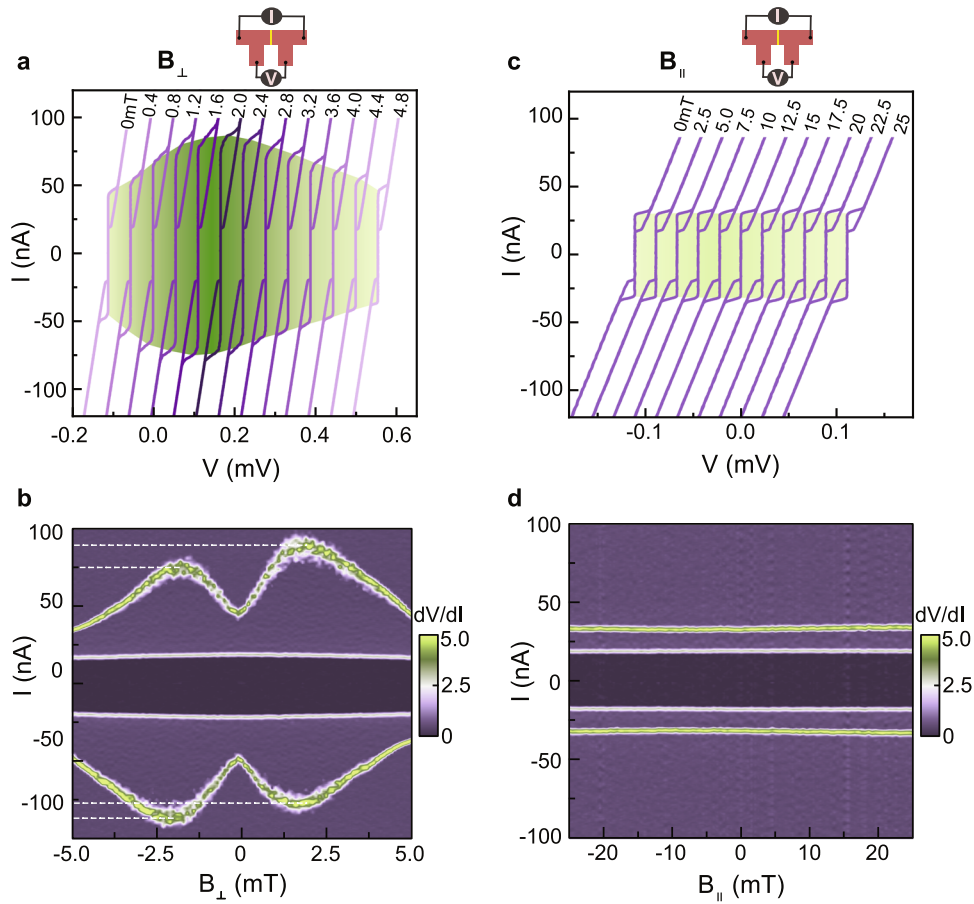 I
I
V
V
a
B⊥
c
B||
0mT 0.4 0.8 1.2 1.6 2.0 2.4 2.8 3.2 3.6 4.0 4.4 4.8
0mT 2.5 5.0 7.5 10 12.5 15 17.5 20 22.5 25
100
50
0
-50
-100
I (nA)
-0.2 0.0 0.2 0.4 0.6
V (mV)
100
50
0
-50
-100
I (nA)
-0.1 0.0 0.1
V (mV)
b
100
50
0
-50
-100
I (nA)
-5.0 -2.5 0 2.5 5.0
B⊥ (mT)
dV/dI
5.0
2.5
0
d
100
50
0
-50
-100
I (nA)
-20 -10 0 10 20
B|| (mT)
dV/dI
5.0
2.5
0